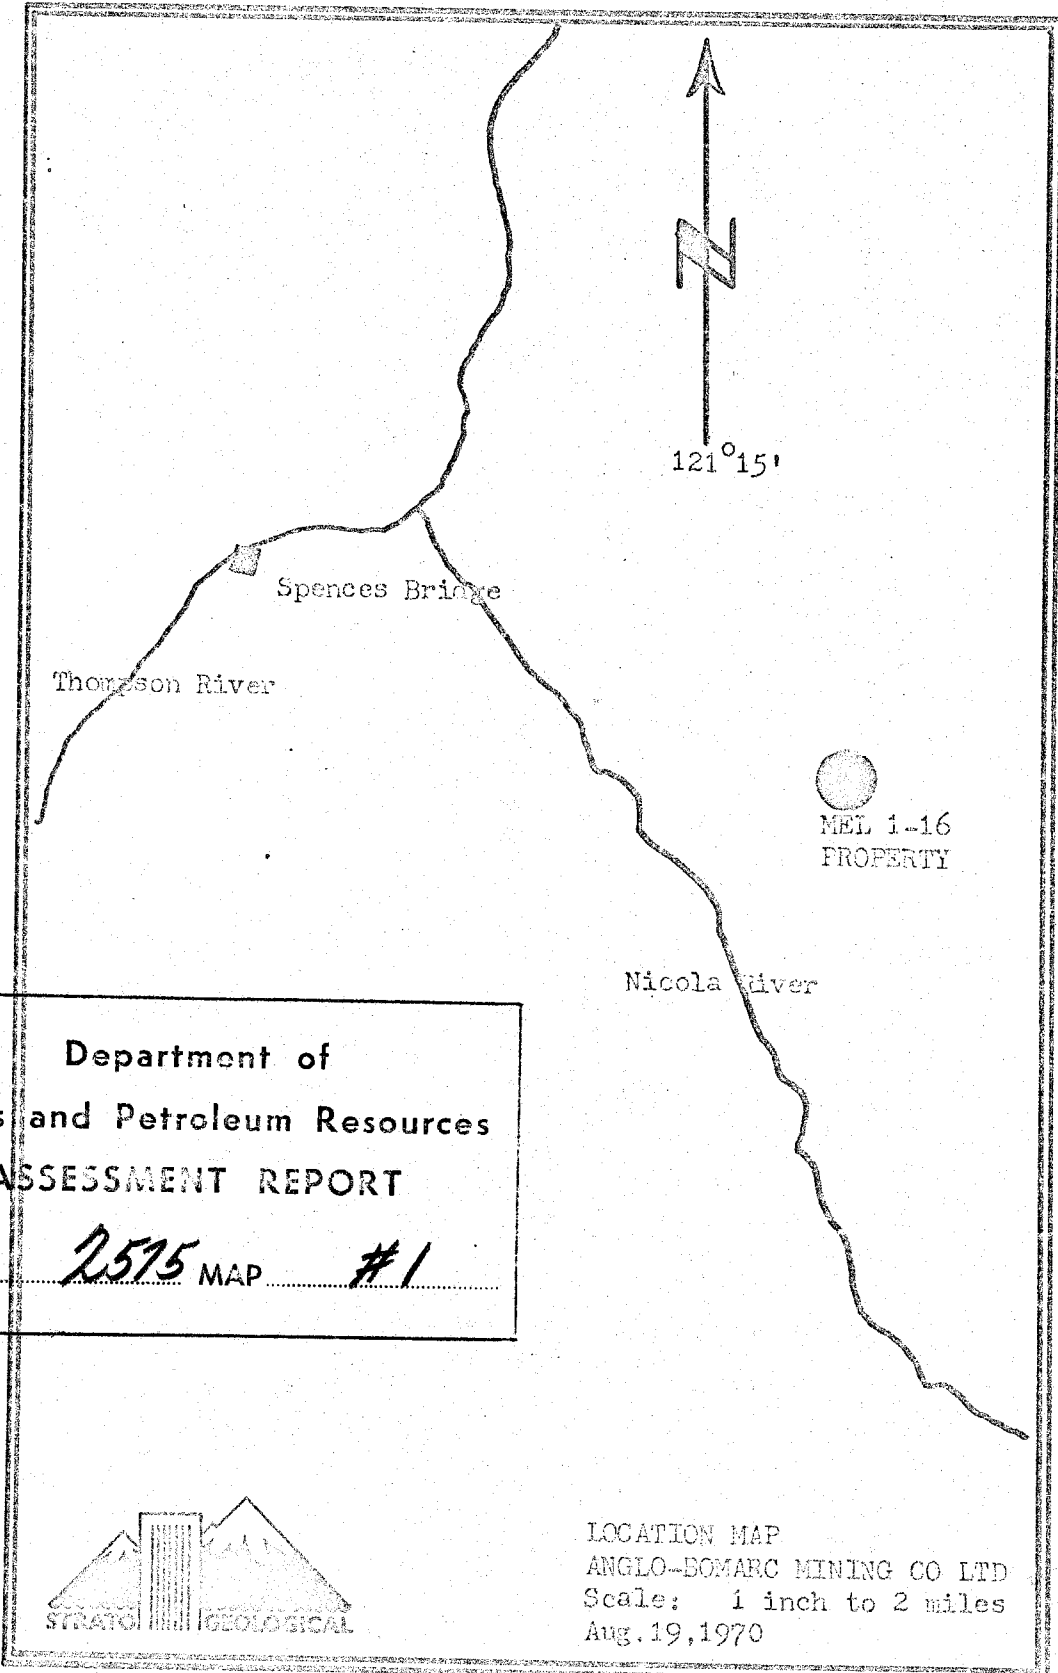 N
121°15'
Spences Bridge
Thompson River
MEL 1-16
PROPERTY
Nicola River
Department of
s and Petroleum Resources
ASSESSMENT REPORT
2575 MAP #1
STRATO GEOLOGICAL
LOCATION MAP
ANGLO-BOMARC MINING CO LTD
Scale: 1 inch to 2 miles
Aug.19,1970